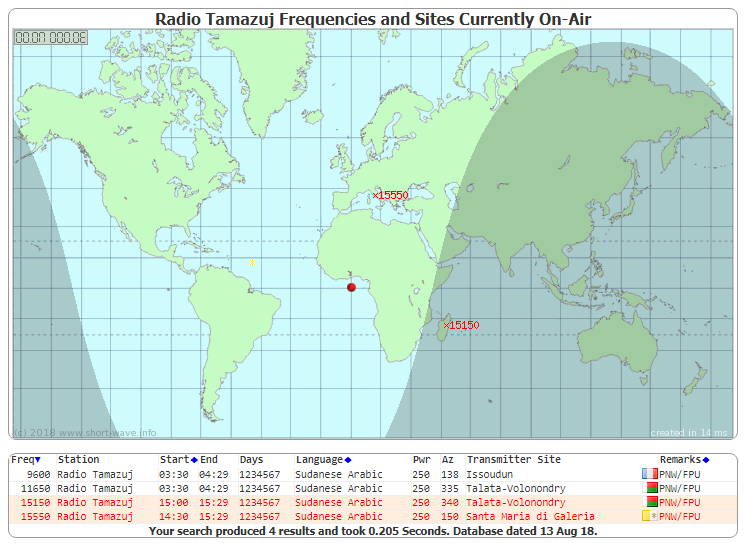 Radio Tamazuj Frequencies and Sites Currently On-Air
15550
15150
(c) 2018 www.short-wave.info
created in 14 ms
Freq▼ Station Start◆ End Days Language◆ Pwr Az Transmitter Site Remarks◆
9600 Radio Tamazuj 03:30 04:29 1234567 Sudanese Arabic 250 138 Issoudun PNW/FPU
11650 Radio Tamazuj 03:30 04:29 1234567 Sudanese Arabic 250 335 Talata-Volonondry PNW/FPU
15150 Radio Tamazuj 15:00 15:29 1234567 Sudanese Arabic 250 340 Talata-Volonondry PNW/FPU
15550 Radio Tamazuj 14:30 15:29 1234567 Sudanese Arabic 250 150 Santa Maria di Galeria PNW/FPU
Your search produced 4 results and took 0.205 Seconds. Database dated 13 Aug 18.